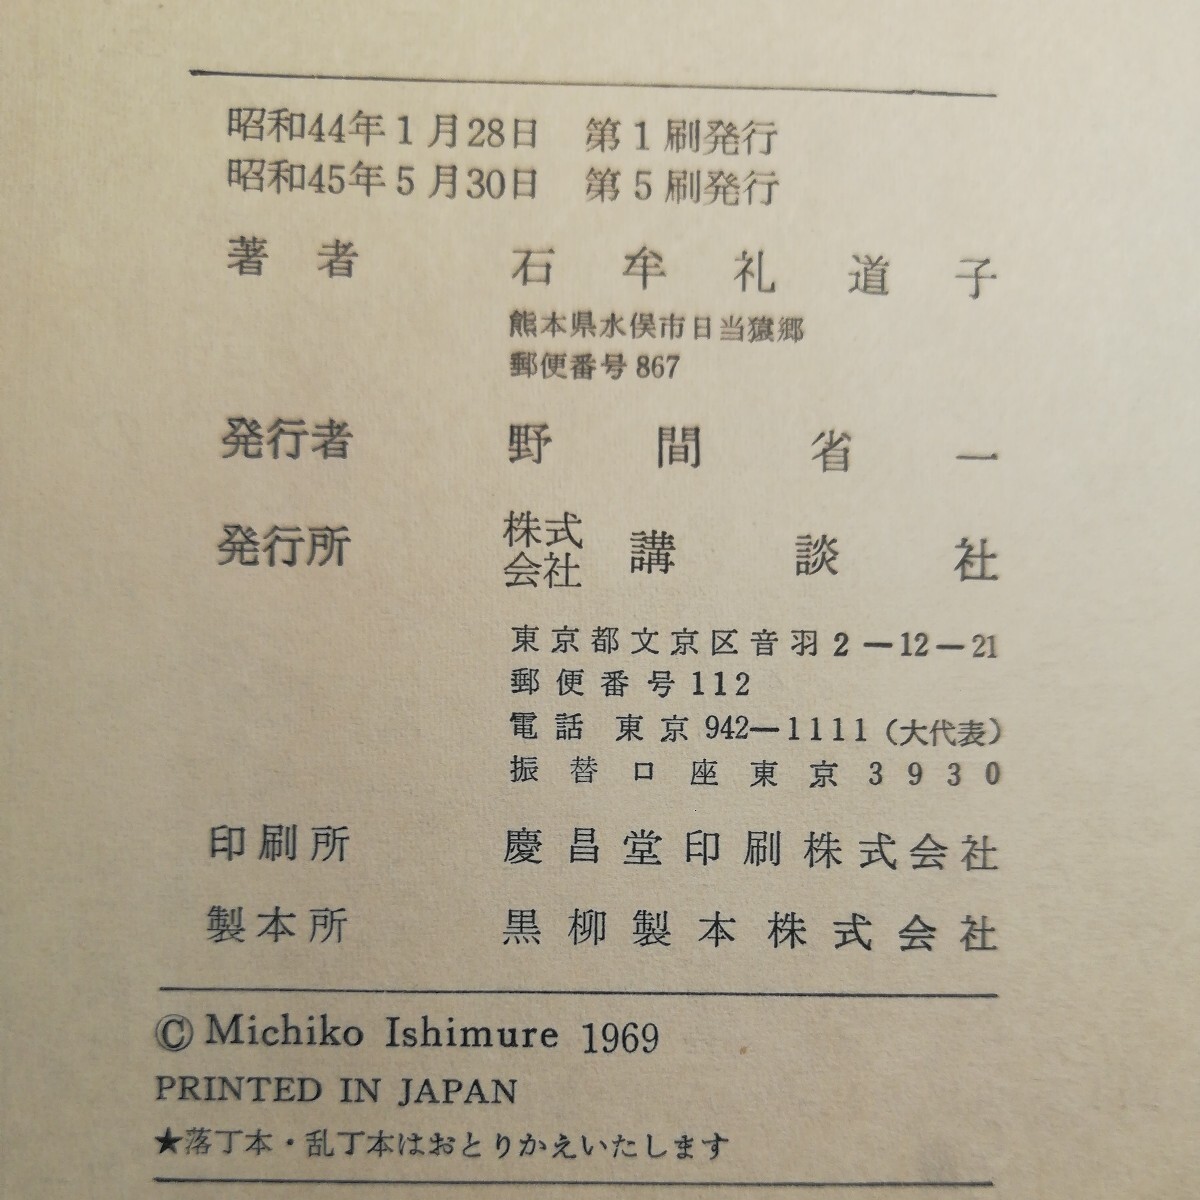 昭和44年1月28日　第1刷発行
昭和45年5月30日　第5刷発行
著者　石牟礼道子
熊本県水俣市日当猿郷
郵便番号867
発行者　野間省一
発行所　株式会社 講談社
東京都文京区音羽2—12—21
郵便番号112
電話 東京 942—1111（大代表）
振替口座東京3930
印刷所　慶昌堂印刷株式会社
製本所　黒柳製本株式会社
© Michiko Ishimure 1969
PRINTED IN JAPAN
★落丁本・乱丁本はおとりかえいたします